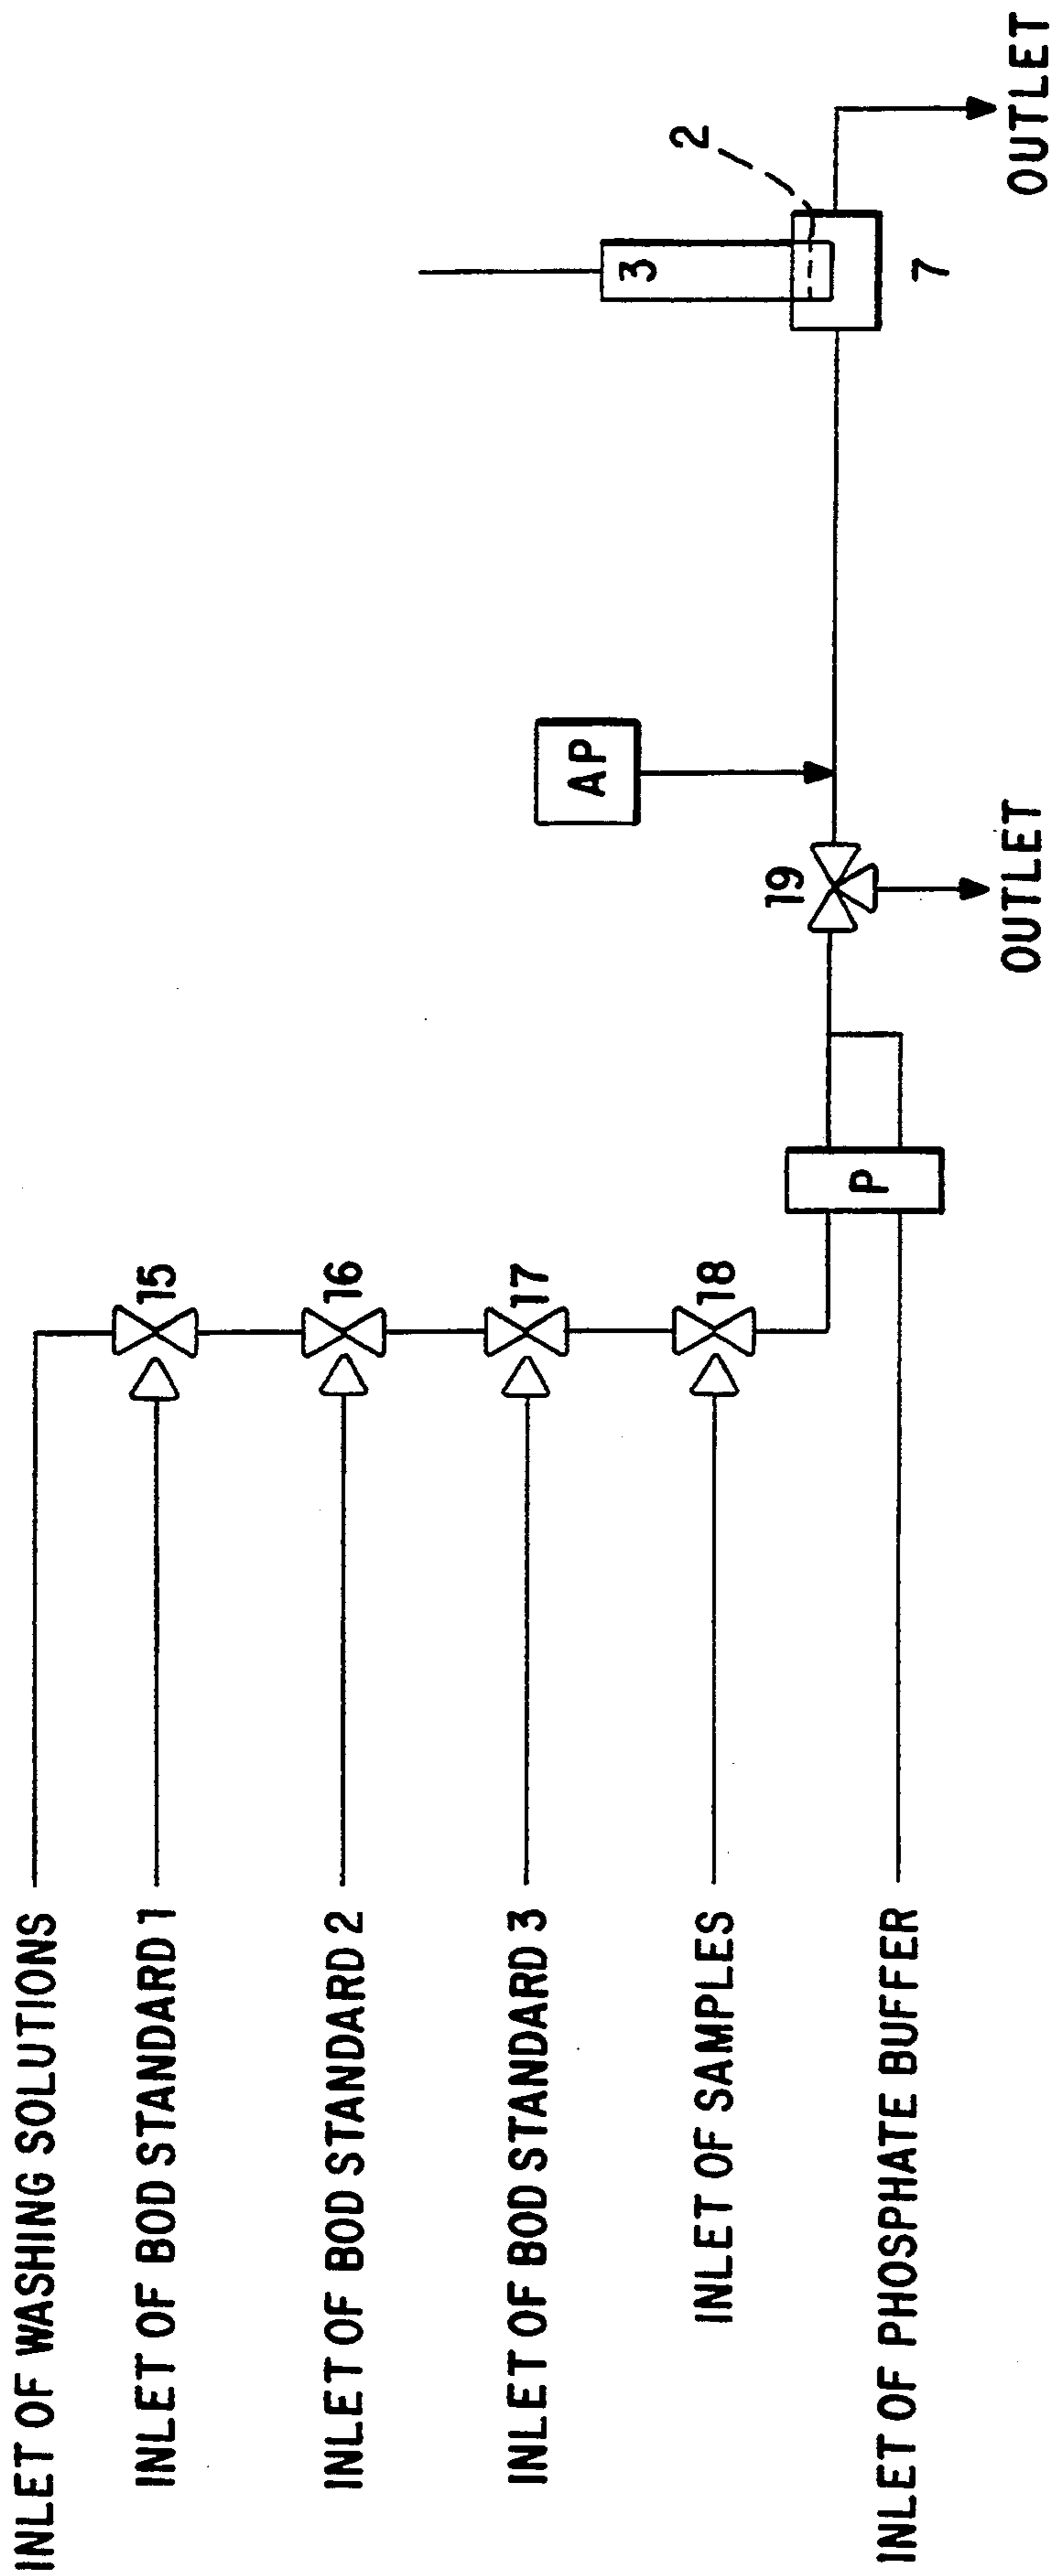 INLET OF WASHING SOLUTIONS
INLET OF BOD STANDARD 1
INLET OF BOD STANDARD 2
INLET OF BOD STANDARD 3
INLET OF SAMPLES
INLET OF PHOSPHATE BUFFER
15
16
17
18
P
19
OUTLET
AP
3
2
7
OUTLET